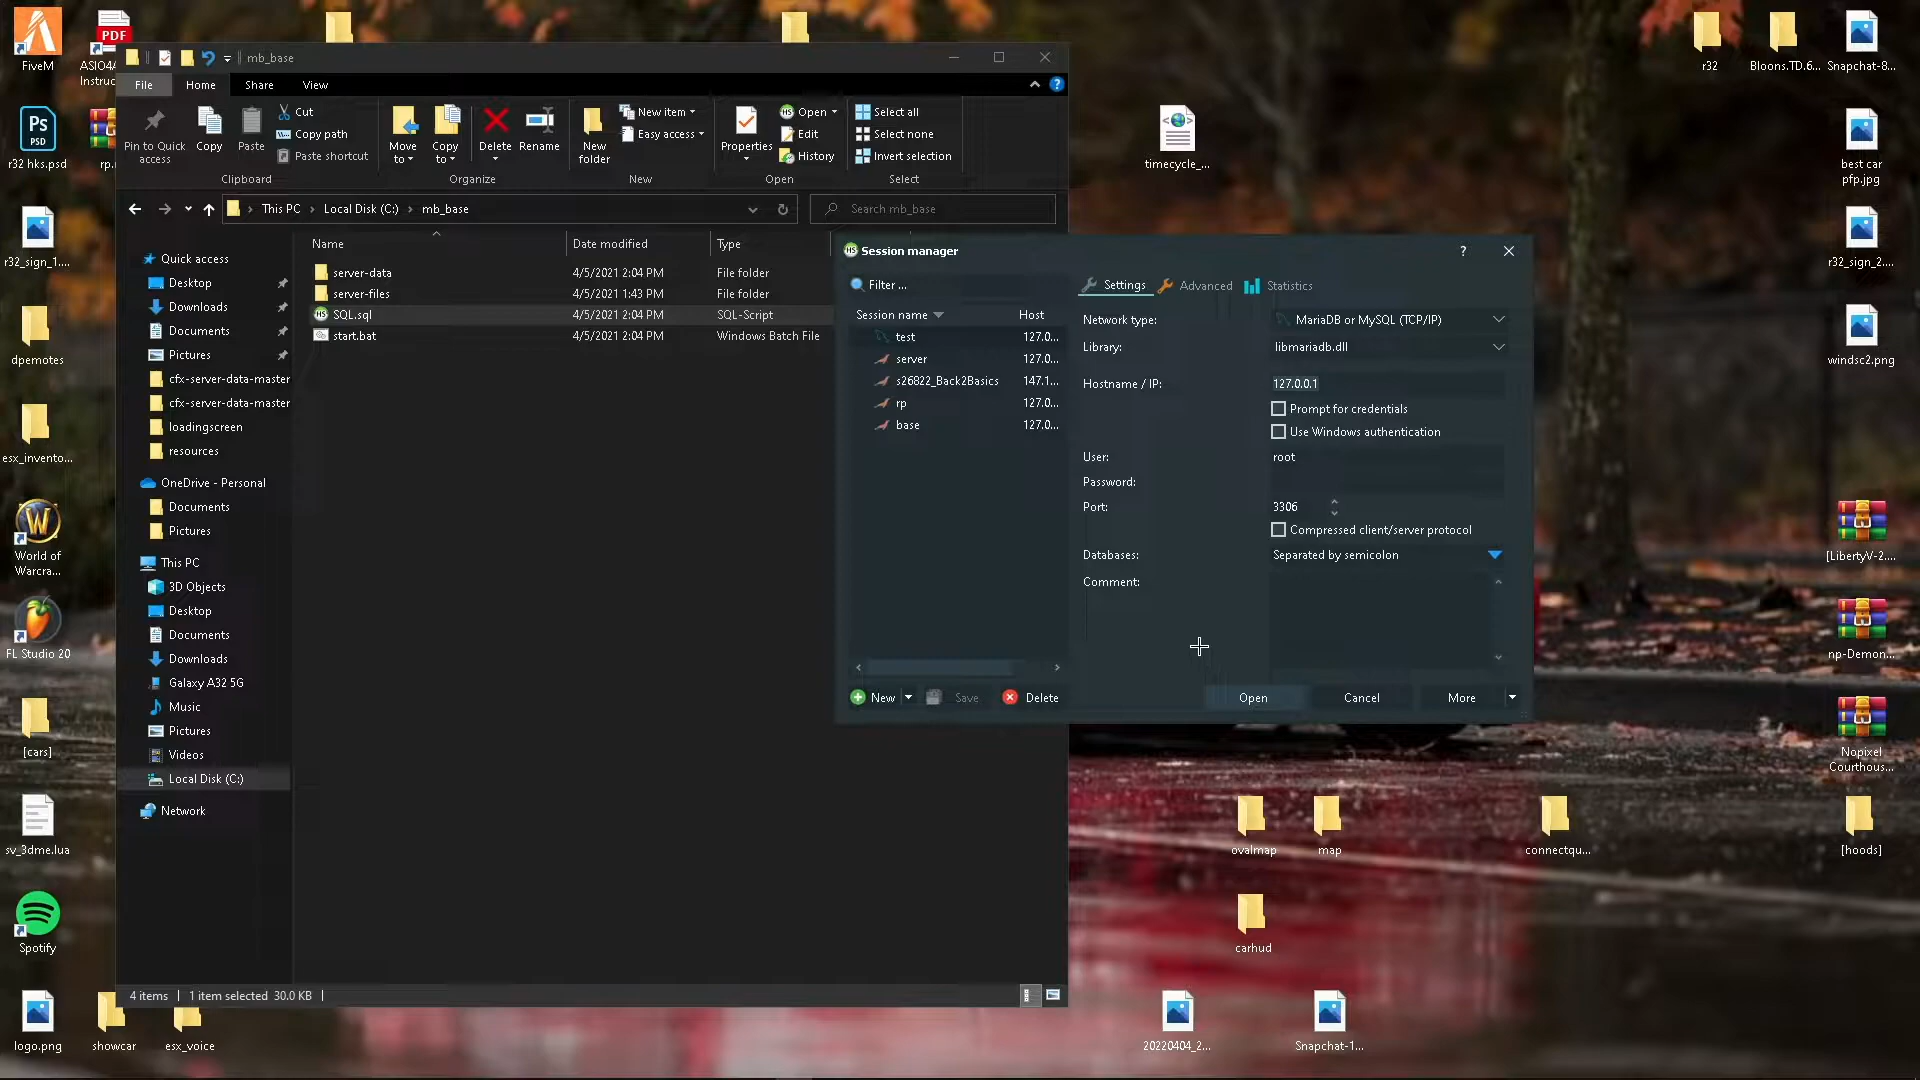 FiveM
PDF
ASIO4A
Instruc
PSD
r32 hks.psd
rp.
r32_sign_1....
dpemotes
esx_invento...
World of
Warcra...
FL Studio 20
[cars]
sv_3dme.lua
Spotify
logo.png
showcar
esx_voice
mb_base
File
Home
Share
View
Pin to Quick
access
Copy
Paste
Cut
Copy path
Paste shortcut
Clipboard
Move
to
Copy
to
Delete
Rename
Organize
New
folder
New item
Easy access
New
Properties
Open
Edit
History
Open
Select all
Select none
Invert selection
Select
This PC
Local Disk (C:)
mb_base
Search mb_base
Quick access
Desktop
Downloads
Documents
Pictures
cfx-server-data-master
cfx-server-data-master
loadingscreen
resources
OneDrive - Personal
Documents
Pictures
This PC
3D Objects
Desktop
Documents
Downloads
Galaxy A32 5G
Music
Pictures
Videos
Local Disk (C:)
Network
Name Date modified Type
server-data 4/5/2021 2:04 PM File folder
server-files 4/5/2021 1:43 PM File folder
SQL.sql 4/5/2021 2:04 PM SQL-Script
start.bat 4/5/2021 2:04 PM Windows Batch File
4 items 1 item selected 30.0 KB
Session manager
?
Filter ...
Session name Host
test 127.0...
server 127.0...
s26822_Back2Basics 147.1...
rp 127.0...
base 127.0...
New
Save
Delete
Settings
Advanced
Statistics
Network type: MariaDB or MySQL (TCP/IP)
Library: libmariadb.dll
Hostname / IP: 127.0.0.1
Prompt for credentials
Use Windows authentication
User: root
Password:
Port: 3306
Compressed client/server protocol
Databases: Separated by semicolon
Comment:
Open
Cancel
More
timecycle_...
r32
Bloons.TD.6...
Snapchat-8...
best car
pfp.jpg
r32_sign_2....
windsc2.png
[LibertyV-2....
np-Demon...
Nopixel
Courthous...
ovalmap
map
connectqu...
[hoods]
carhud
20220404_2...
Snapchat-1...